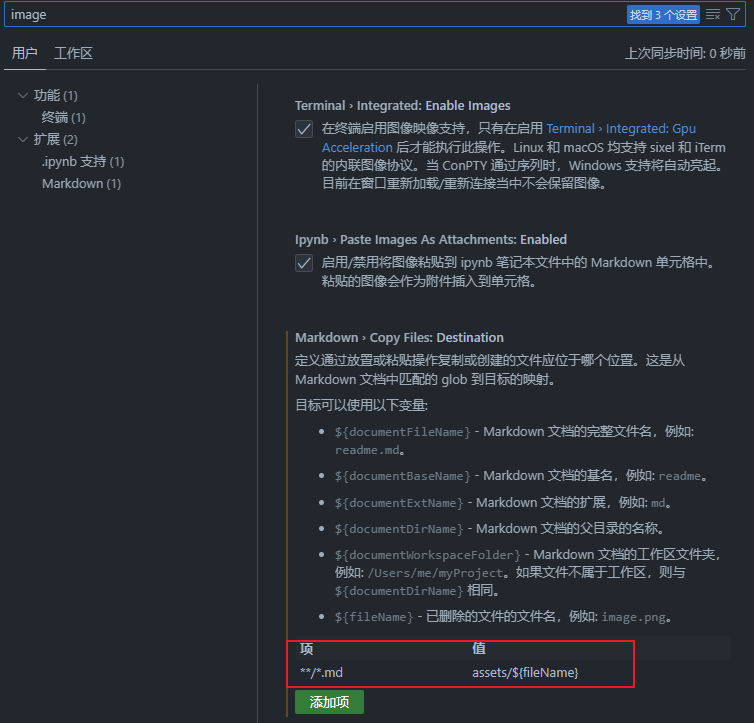 image
找到 3 个设置
用户
工作区
上次同步时间: 0 秒前
功能 (1)
终端 (1)
扩展 (2)
.ipynb 支持 (1)
Markdown (1)
Terminal › Integrated: Enable Images
在终端启用图像映像支持，只有在启用 Terminal › Integrated: Gpu
Acceleration 后才能执行此操作。Linux 和 macOS 均支持 sixel 和 iTerm
的内联图像协议。当 ConPTY 通过序列时，Windows 支持将自动亮起。
目前在窗口重新加载/重新连接当中不会保留图像。
Ipynb › Paste Images As Attachments: Enabled
启用/禁用将图像粘贴到 ipynb 笔记本文件中的 Markdown 单元格中。
粘贴的图像会作为附件插入到单元格。
Markdown › Copy Files: Destination
定义通过放置或粘贴操作复制或创建的文件应位于哪个位置。这是从
Markdown 文档中匹配的 glob 到目标的映射。
目标可以使用以下变量:
• ${documentFileName} - Markdown 文档的完整文件名，例如:
readme.md。
• ${documentBaseName} - Markdown 文档的基名，例如: readme。
• ${documentExtName} - Markdown 文档的扩展，例如: md。
• ${documentDirName} - Markdown 文档的父目录的名称。
• ${documentWorkspaceFolder} - Markdown 文档的工作区文件夹，
例如: /Users/me/myProject。如果文件不属于工作区，则与
${documentDirName} 相同。
• ${fileName} - 已删除的文件的文件名，例如: image.png。
项 值
**/*.md assets/${fileName}
添加项